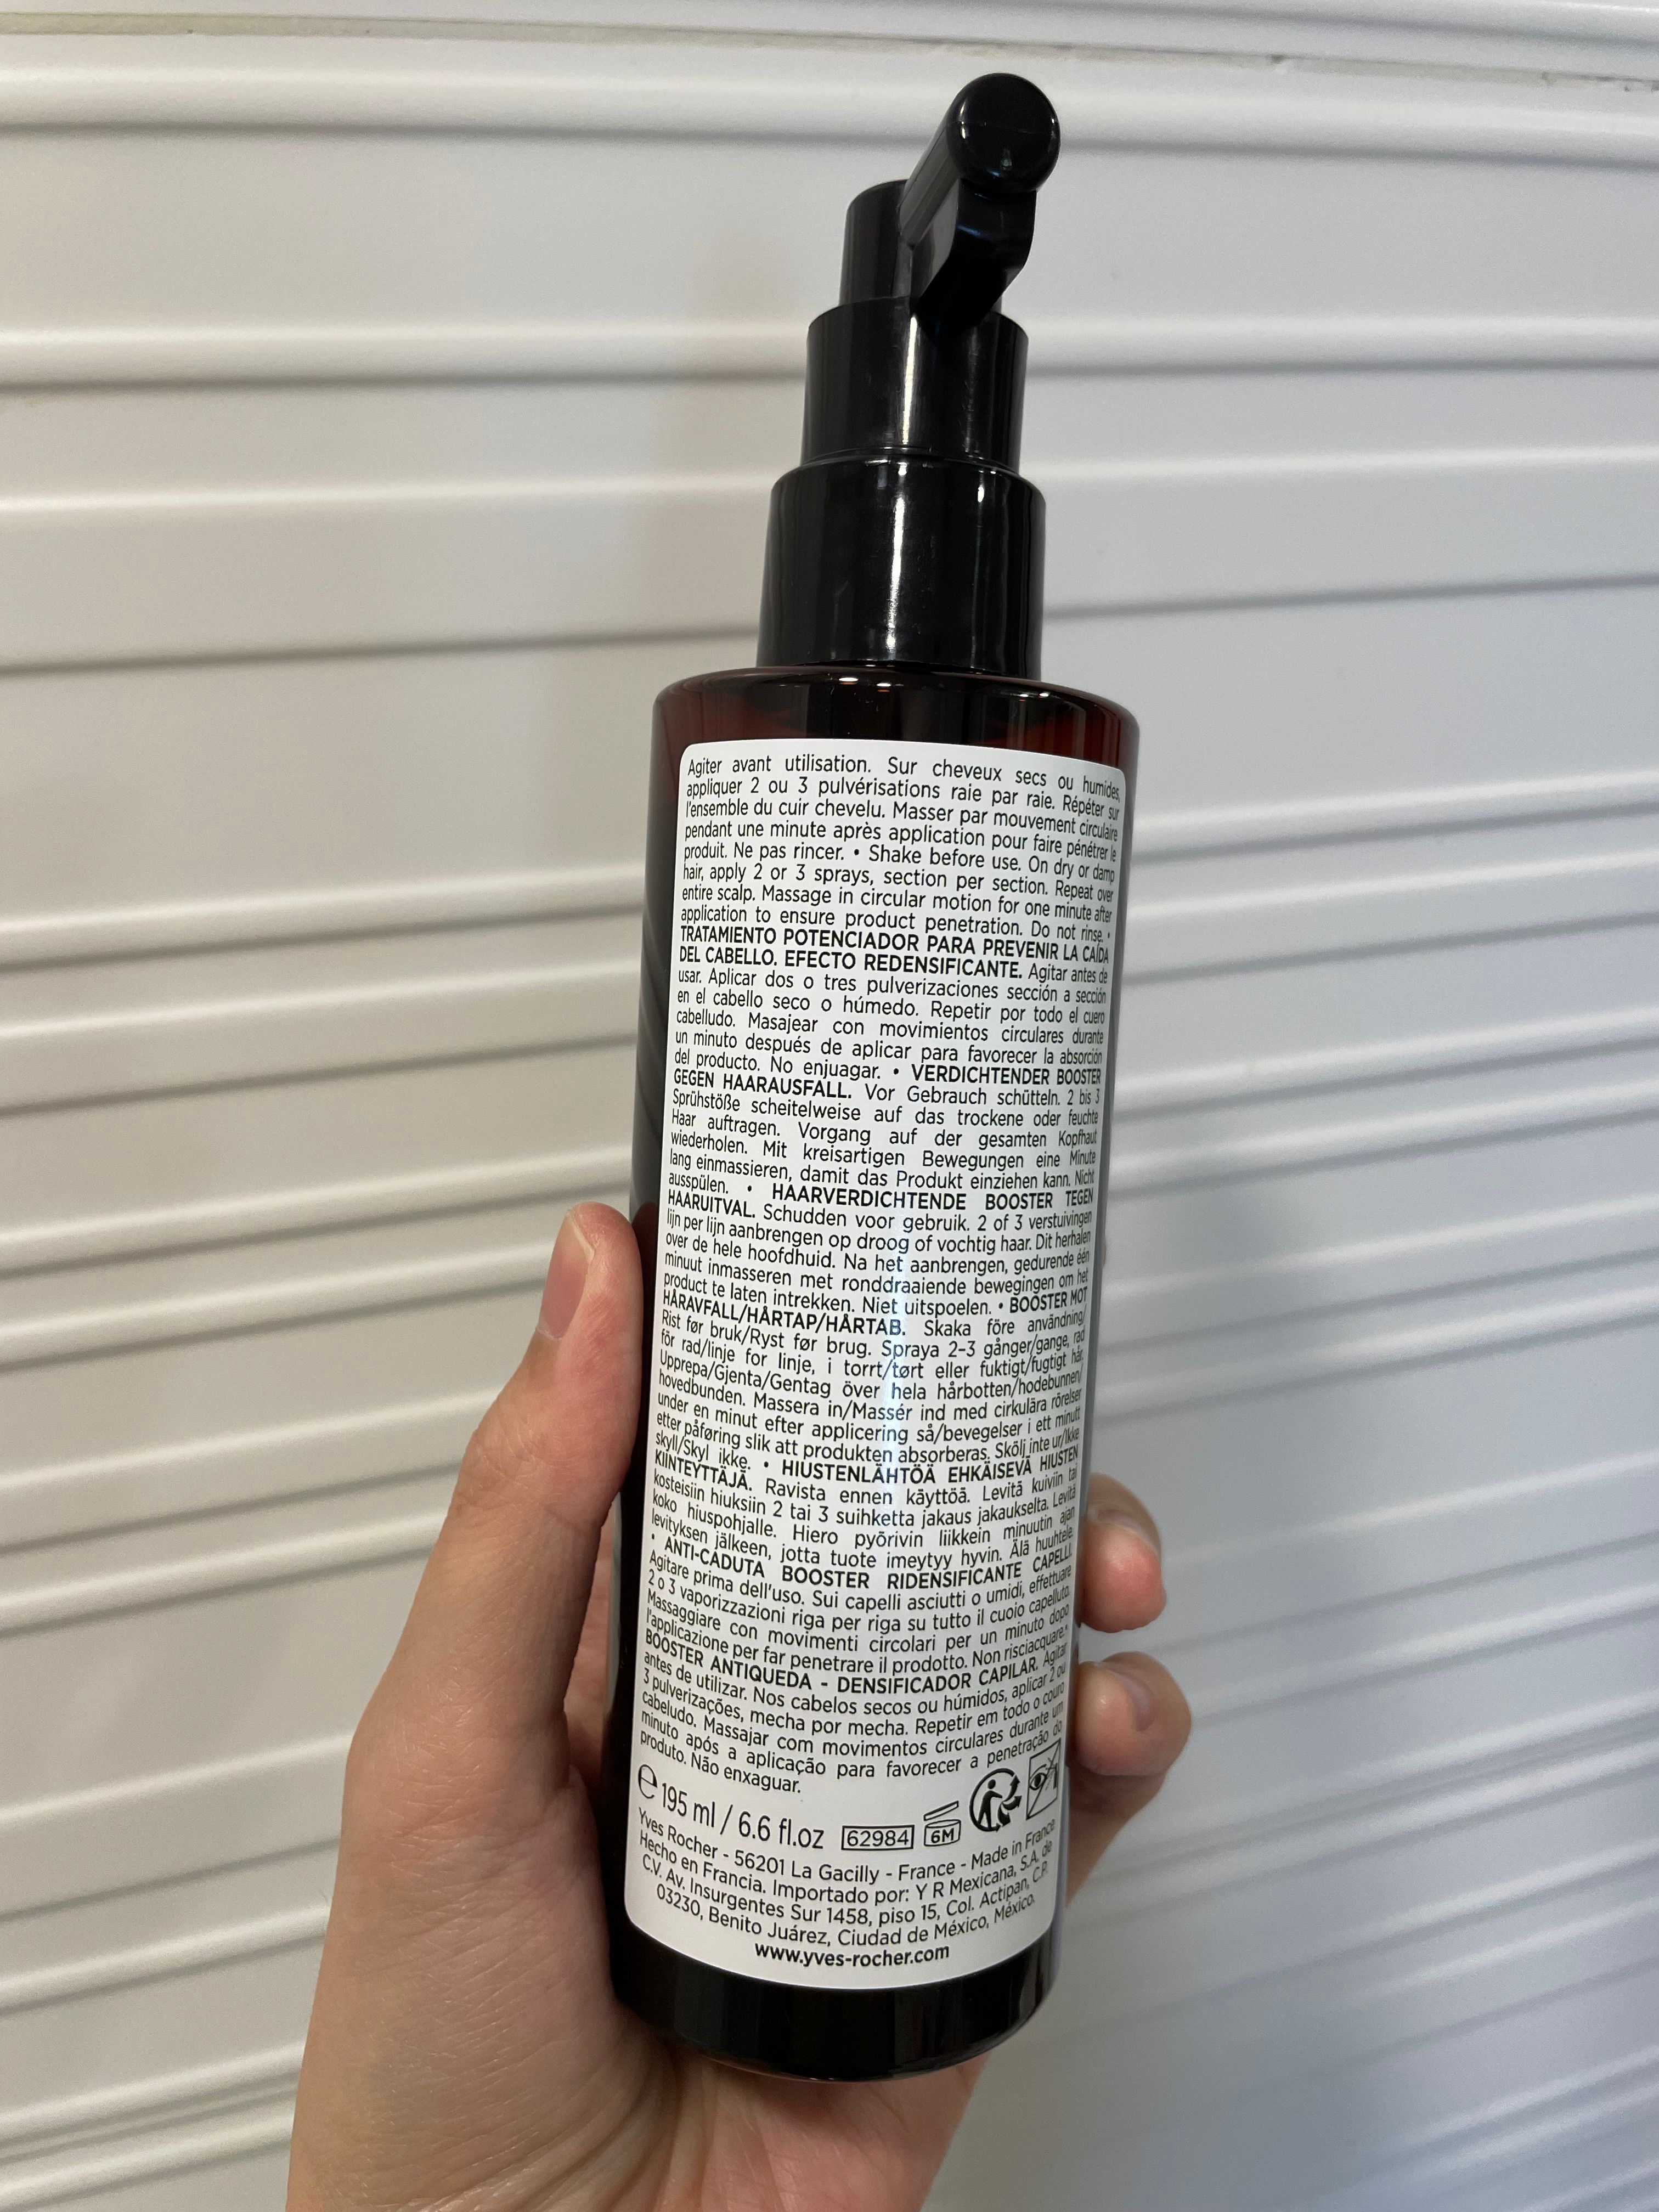 Agiter avant utilisation. Sur cheveux secs ou humides,
appliquer 2 ou 3 pulvérisations raie par raie. Répéter sur
l'ensemble du cuir chevelu. Masser par mouvement circulaire
pendant une minute après application pour faire pénétrer le
produit. Ne pas rincer. • Shake before use. On dry or damp
hair, apply 2 or 3 sprays, section per section. Repeat over
entire scalp. Massage in circular motion for one minute after
application to ensure product penetration. Do not rinse. •
TRATAMIENTO POTENCIADOR PARA PREVENIR LA CAÍDA
DEL CABELLO. EFECTO REDENSIFICANTE. Agitar antes de
usar. Aplicar dos o tres pulverizaciones sección a sección
en el cabello seco o húmedo. Repetir por todo el cuero
cabelludo. Masajear con movimientos circulares durante
un minuto después de aplicar para favorecer la absorción
del producto. No enjuagar. • VERDICHTENDER BOOSTER
GEGEN HAARAUSFALL. Vor Gebrauch schütteln. 2 bis 3
Sprühstöße scheitelweise auf das trockene oder feuchte
Haar auftragen. Vorgang auf der gesamten Kopfhaut
wiederholen. Mit kreisartigen Bewegungen eine Minute
lang einmassieren, damit das Produkt einziehen kann. Nicht
ausspülen. • HAARVERDICHTENDE BOOSTER TEGEN
HAARUITVAL. Schudden voor gebruik. 2 of 3 verstuivingen
lijn per lijn aanbrengen op droog of vochtig haar. Dit herhalen
over de hele hoofdhuid. Na het aanbrengen, gedurende één
minuut inmasseren met ronddraaiende bewegingen om het
product te laten intrekken. Niet uitspoelen. • BOOSTER MOT
HÅRAVFALL/HÅRTAP/HÅRTAB. Skaka före användning/
Rist før bruk/Ryst før brug. Spraya 2-3 gånger/gange, rad
för rad/linje for linje, i torrt/tørt eller fuktigt/fugtigt hår.
Upprepa/Gjenta/Gentag över hela hårbotten/hodebunnen/
hovedbunden. Massera in/Massér ind med cirkulära rörelser
under en minut efter applicering så/bevegelser i ett minutt
etter påføring slik att produkten absorberas. Skölj inte ur/Ikke
skyll/Skyl ikke. • HIUSTENLÄHTÖÄ EHKÄISEVÄ HIUSTEN
KIINTEYTTÄJÄ. Ravista ennen käyttöä. Levitä kuiviin tai
kosteisiin hiuksiin 2 tai 3 suihketta jakaus jakaukselta. Levitä
koko hiuspohjalle. Hiero pyörivin liikkein minuutin ajan
levityksen jälkeen, jotta tuote imeytyy hyvin. Älä huuhtele.
• ANTI-CADUTA BOOSTER RIDENSIFICANTE CAPELLI.
Agitare prima dell'uso. Sui capelli asciutti o umidi, effettuare
2 o 3 vaporizzazioni riga per riga su tutto il cuoio capelluto.
Massaggiare con movimenti circolari per un minuto dopo
l'applicazione per far penetrare il prodotto. Non risciacquare. •
BOOSTER ANTIQUEDA - DENSIFICADOR CAPILAR. Agitar
antes de utilizar. Nos cabelos secos ou húmidos, aplicar 2 ou
3 pulverizações, mecha por mecha. Repetir em todo o couro
cabeludo. Massajar com movimentos circulares durante um
minuto após a aplicação para favorecer a penetração do
produto. Não enxaguar.
℮ 195 ml / 6.6 fl.oz 62984 6M
Yves Rocher - 56201 La Gacilly - France - Made in France
Hecho en Francia. Importado por: Y R Mexicana, S.A. de
C.V. Av. Insurgentes Sur 1458, piso 15, Col. Actipan, C.P.
03230, Benito Juárez, Ciudad de México, México.
www.yves-rocher.com